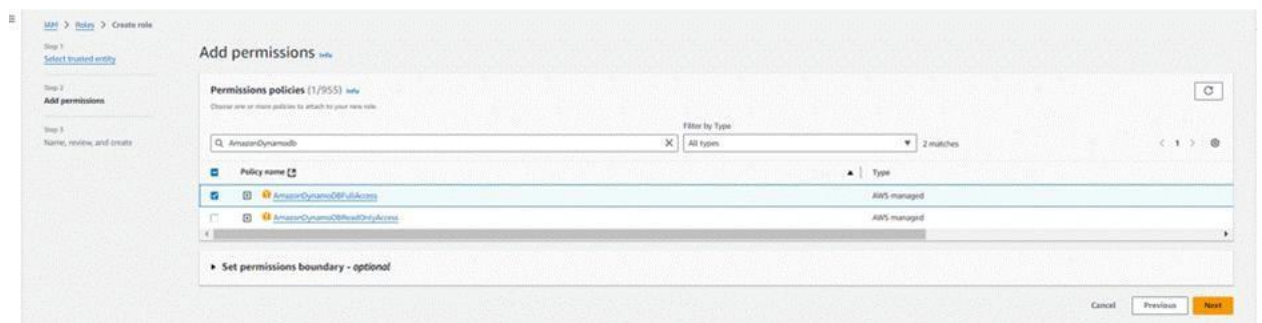 IAM > Roles > Create role
Step 1
Select trusted entity
Step 2
Add permissions
Step 3
Name, review, and create
Add permissions Info
Permissions policies (1/955) Info
Choose one or more policies to attach to your new role.
Filter by Type
AmazonDynamodb
All types
2 matches
1
Policy name
Type
AmazonDynamoDBFullAccess
AWS managed
AmazonDynamoDBReadOnlyAccess
AWS managed
Set permissions boundary - optional
Cancel
Previous
Next